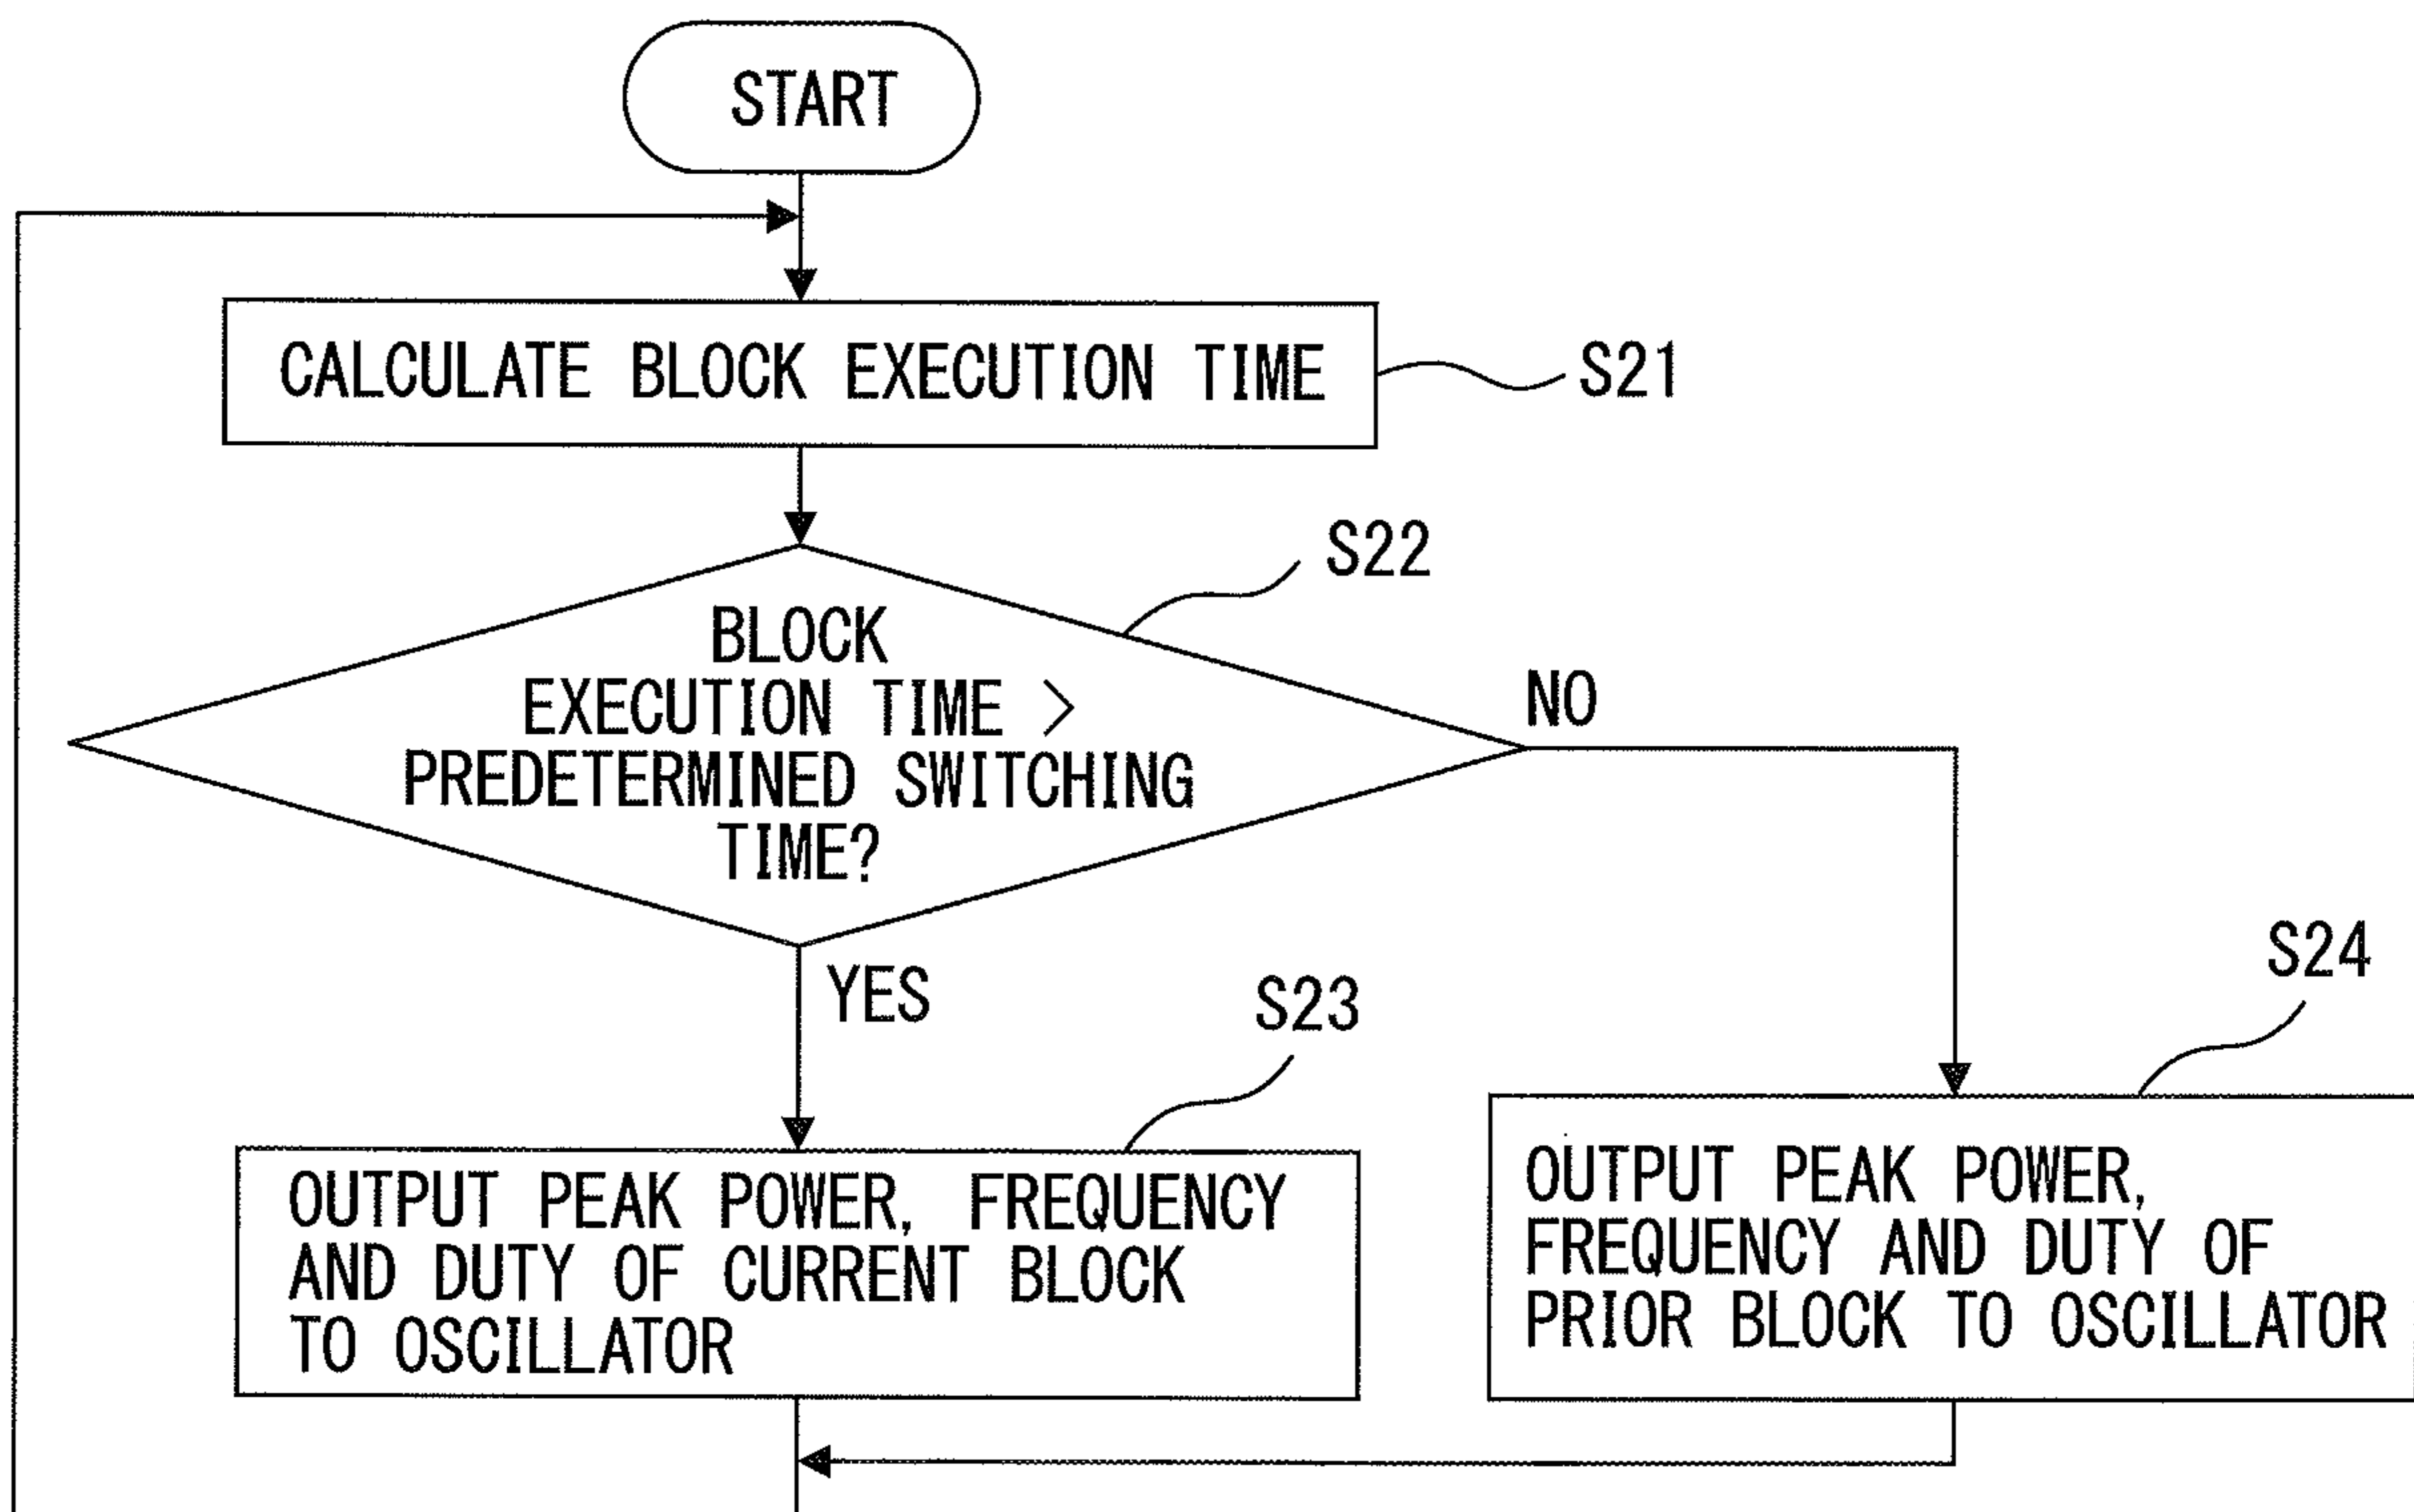 START
CALCULATE BLOCK EXECUTION TIME
S21
S22
BLOCK
EXECUTION TIME >
PREDETERMINED SWITCHING
TIME?
NO
YES
S23
S24
OUTPUT PEAK POWER, FREQUENCY
AND DUTY OF CURRENT BLOCK
TO OSCILLATOR
OUTPUT PEAK POWER,
FREQUENCY AND DUTY OF
PRIOR BLOCK TO OSCILLATOR